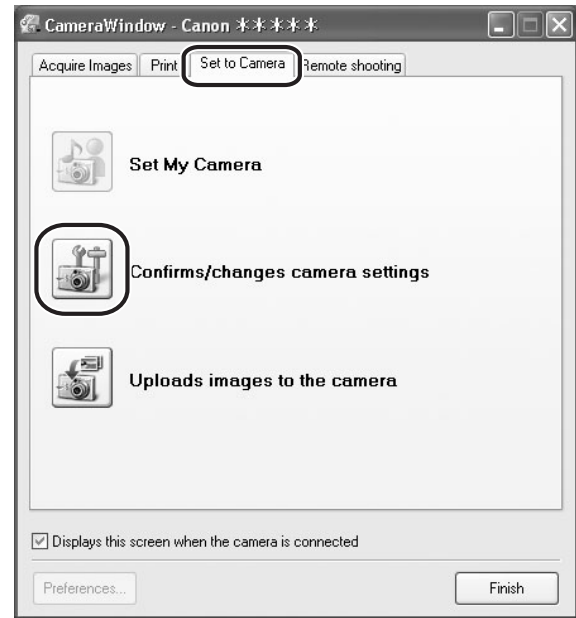 CameraWindow - Canon *****
Acquire Images Print Set to Camera Remote shooting
Set My Camera
Confirms/changes camera settings
Uploads images to the camera
Displays this screen when the camera is connected
Preferences... Finish